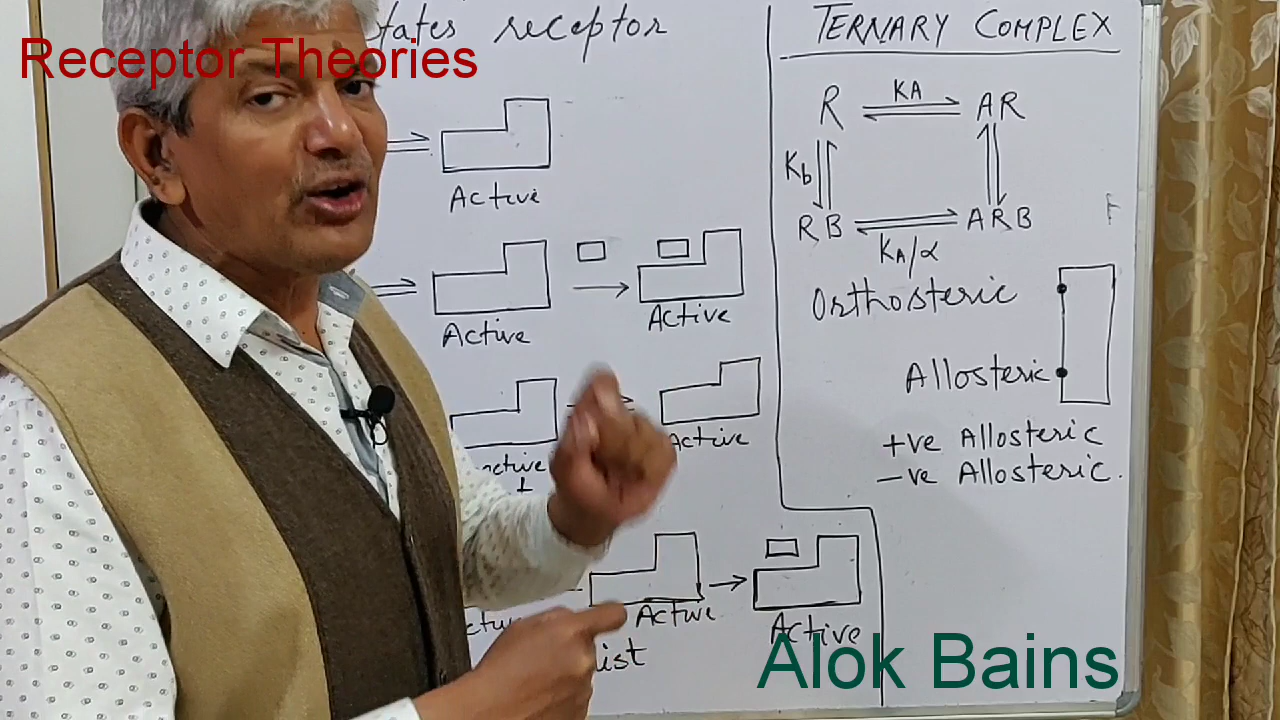 Receptor Theories
receptor
Active
Active
Active
Active
Active
Active
TERNARY COMPLEX
R KA AR
Kb
RB ARB
KA/α
Orthosteric
Allosteric
+ve Allosteric
-ve Allosteric.
Alok Bains